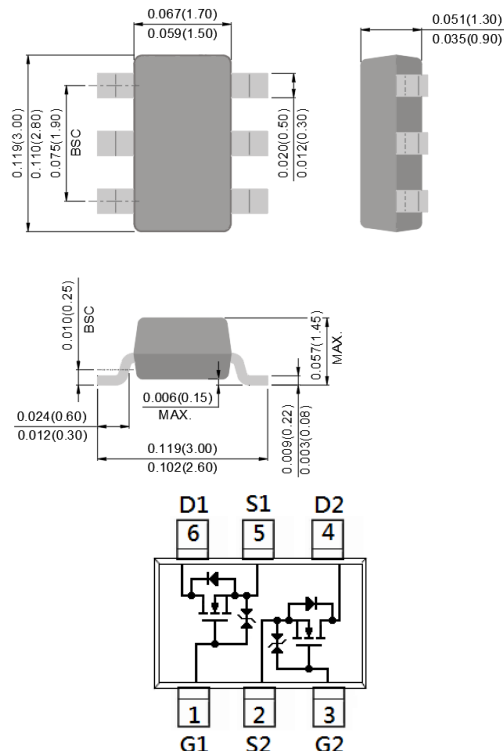 0.067(1.70)
0.059(1.50)
0.051(1.30)
0.035(0.90)
0.119(3.00)
0.110(2.80)
0.075(1.90)
BSC
0.020(0.50)
0.012(0.30)
0.010(0.25)
BSC
0.057(1.45)
MAX.
0.006(0.15)
MAX.
0.024(0.60)
0.012(0.30)
0.009(0.22)
0.003(0.08)
0.119(3.00)
0.102(2.60)
D1 S1 D2
6 5 4
1 2 3
G1 S2 G2